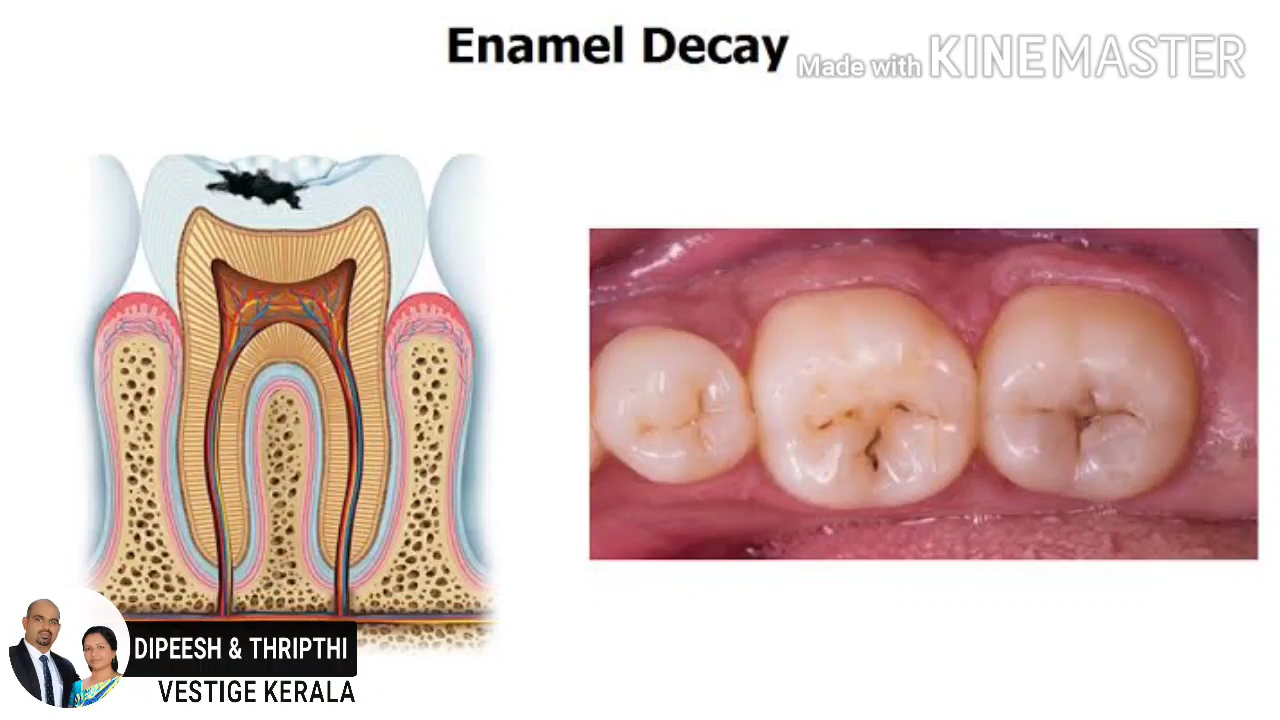 Enamel Decay
Made with KINEMASTER
DIPEESH & THRIPTHI
VESTIGE KERALA